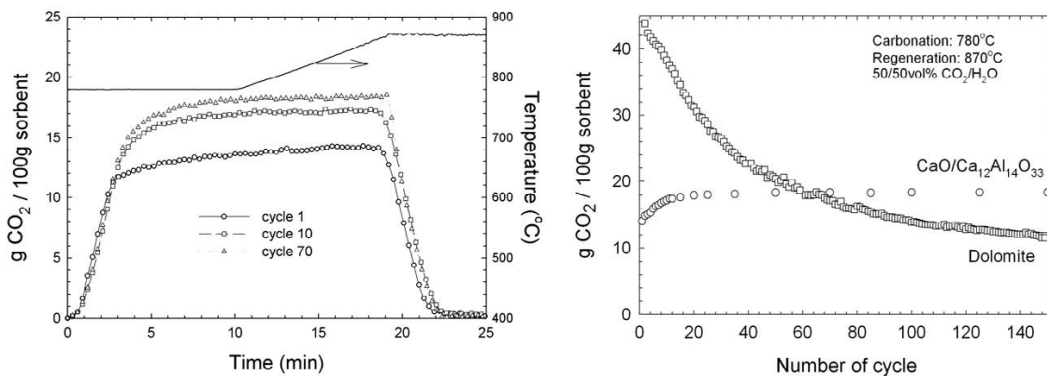 25
20
15
10
5
0
g CO₂ / 100g sorbent
0 5 10 15 20 25
Time (min)
900
800
700
600
500
400
Temperature (°C)
cycle 1
cycle 10
cycle 70
40
30
20
10
0
g CO₂ / 100g sorbent
0 20 40 60 80 100 120 140
Number of cycle
Carbonation: 780°C
Regeneration: 870°C
50/50vol% CO₂/H₂O
CaO/Ca₁₂Al₁₄O₃₃
Dolomite